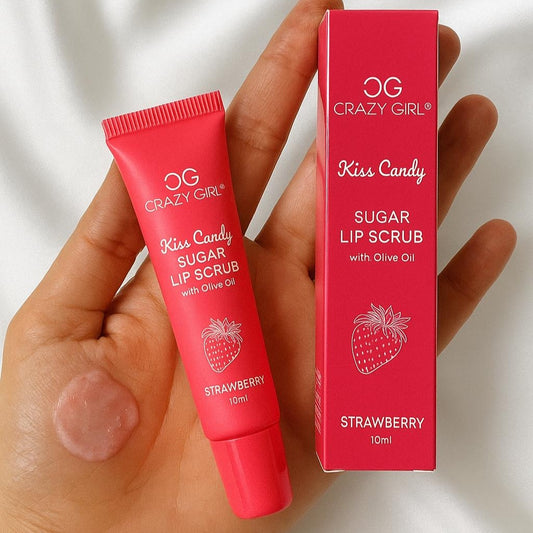 CG
CRAZY GIRL®
Kiss Candy
SUGAR
LIP SCRUB
with Olive Oil
STRAWBERRY
10ml
CG
CRAZY GIRL®
Kiss Candy
SUGAR
LIP SCRUB
with Olive Oil
STRAWBERRY
10ml